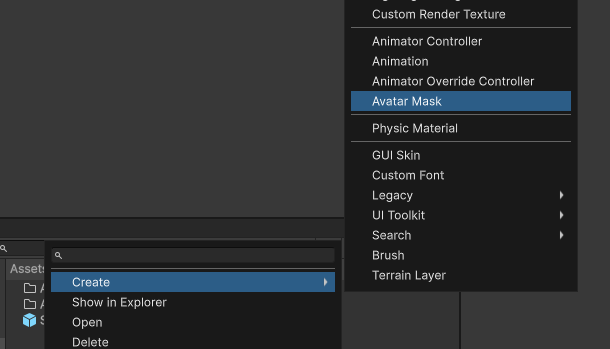 Custom Render Texture
Animator Controller
Animation
Animator Override Controller
Avatar Mask
Physic Material
GUI Skin
Custom Font
Legacy
UI Toolkit
Search
Brush
Terrain Layer
Assets
Create
Show in Explorer
Open
Delete